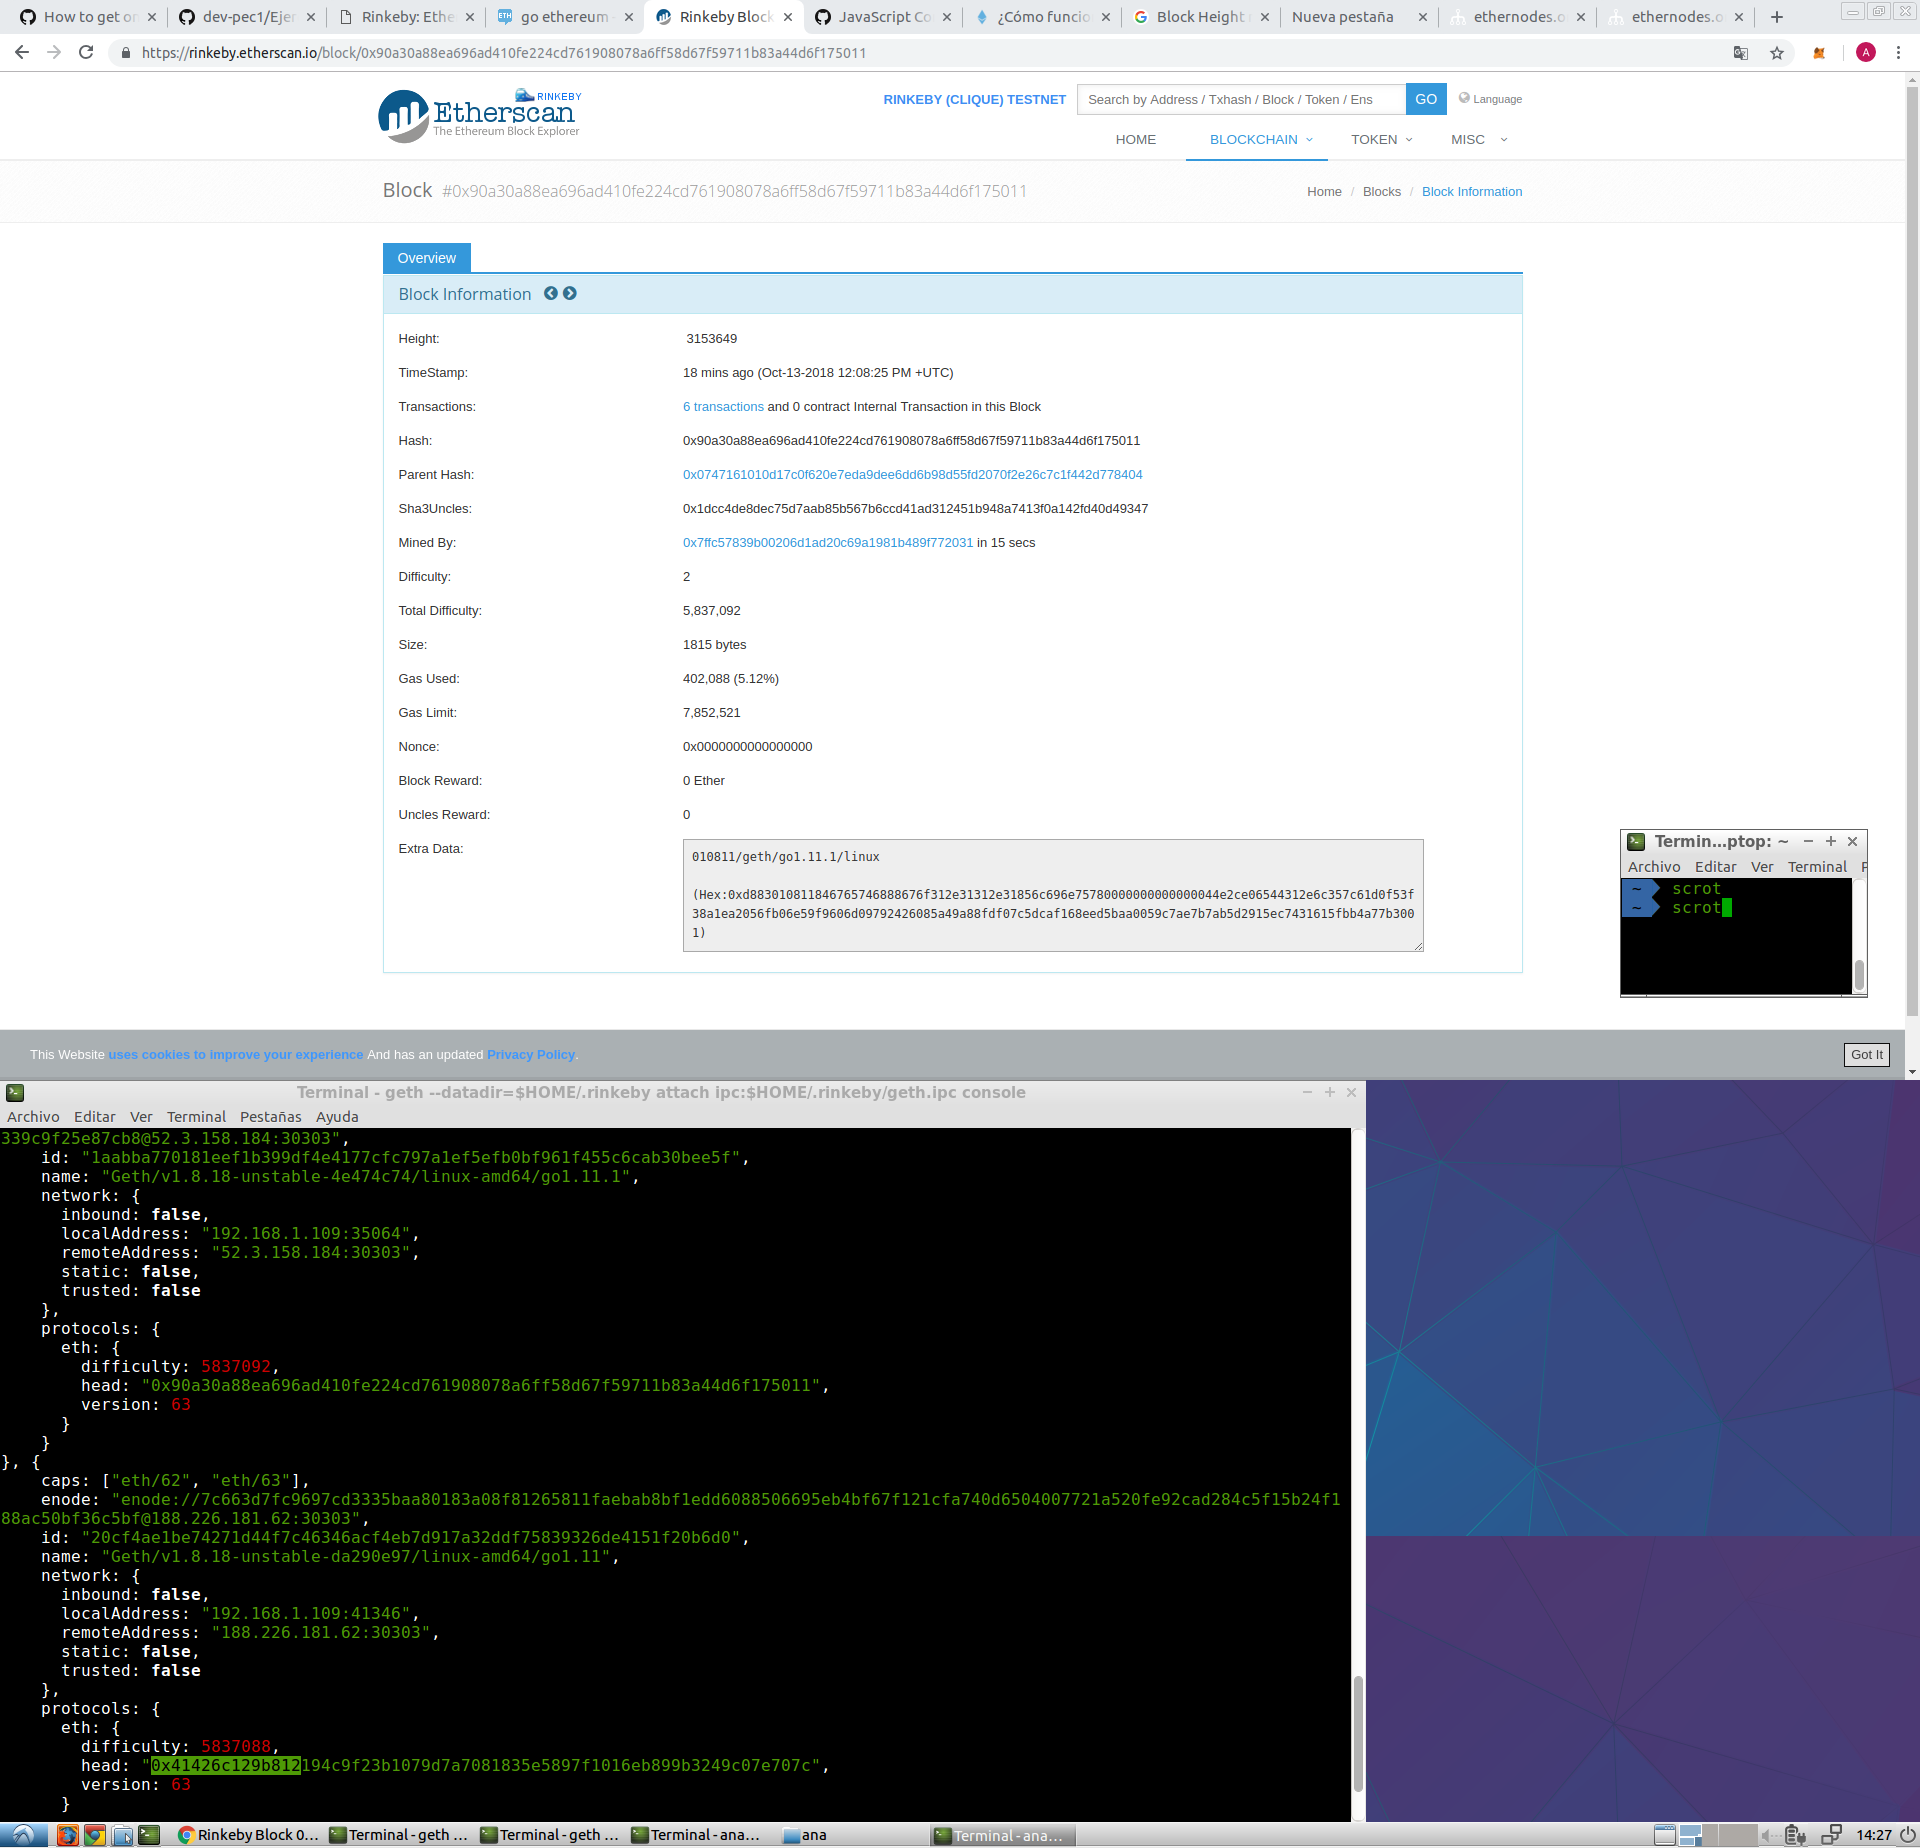 How to get or
dev-pec1/Ejer
Rinkeby: Ethe
go ethereum -
Rinkeby Block
JavaScript Co
¿Cómo funcio
Block Height
Nueva pestaña
ethernodes.o
ethernodes.o
https://rinkeby.etherscan.io/block/0x90a30a88ea696ad410fe224cd761908078a6ff58d67f59711b83a44d6f175011
A
RINKEBY
Etherscan
The Ethereum Block Explorer
RINKEBY (CLIQUE) TESTNET
Search by Address / Txhash / Block / Token / Ens
GO
Language
HOME BLOCKCHAIN TOKEN MISC
Block #0x90a30a88ea696ad410fe224cd761908078a6ff58d67f59711b83a44d6f175011
Home / Blocks / Block Information
Overview
Block Information
Height: 3153649
TimeStamp: 18 mins ago (Oct-13-2018 12:08:25 PM +UTC)
Transactions: 6 transactions and 0 contract Internal Transaction in this Block
Hash: 0x90a30a88ea696ad410fe224cd761908078a6ff58d67f59711b83a44d6f175011
Parent Hash: 0x0747161010d17c0f620e7eda9dee6dd6b98d55fd2070f2e26c7c1f442d778404
Sha3Uncles: 0x1dcc4de8dec75d7aab85b567b6ccd41ad312451b948a7413f0a142fd40d49347
Mined By: 0x7ffc57839b00206d1ad20c69a1981b489f772031 in 15 secs
Difficulty: 2
Total Difficulty: 5,837,092
Size: 1815 bytes
Gas Used: 402,088 (5.12%)
Gas Limit: 7,852,521
Nonce: 0x0000000000000000
Block Reward: 0 Ether
Uncles Reward: 0
Extra Data: 010811/geth/go1.11.1/linux
(Hex:0xd883010811846765746888676f312e31312e31856c696e75780000000000000000044e2ce06544312e6c357c61d0f53f
38a1ea2056fb06e59f9606d09792426085a49a88fdf07c5dcaf168eed5baa0059c7ae7b7ab5d2915ec7431615fbb4a77b300
1)
Termin...ptop: ~
Archivo Editar Ver Terminal P
~ scrot
~ scrot
This Website uses cookies to improve your experience And has an updated Privacy Policy.
Got It
Terminal - geth --datadir=$HOME/.rinkeby attach ipc:$HOME/.rinkeby/geth.ipc console
Archivo Editar Ver Terminal Pestañas Ayuda
339c9f25e87cb8@52.3.158.184:30303",
id: "1aabba770181eef1b399df4e4177cfc797a1ef5efb0bf961f455c6cab30bee5f",
name: "Geth/v1.8.18-unstable-4e474c74/linux-amd64/go1.11.1",
network: {
inbound: false,
localAddress: "192.168.1.109:35064",
remoteAddress: "52.3.158.184:30303",
static: false,
trusted: false
},
protocols: {
eth: {
difficulty: 5837092,
head: "0x90a30a88ea696ad410fe224cd761908078a6ff58d67f59711b83a44d6f175011",
version: 63
}
}
}, {
caps: ["eth/62", "eth/63"],
enode: "enode://7c663d7fc9697cd3335baa80183a08f81265811faebab8bf1edd6088506695eb4bf67f121cfa740d6504007721a520fe92cad284c5f15b24f1
88ac50bf36c5bf@188.226.181.62:30303",
id: "20cf4ae1be74271d44f7c46346acf4eb7d917a32ddf75839326de4151f20b6d0",
name: "Geth/v1.8.18-unstable-da290e97/linux-amd64/go1.11",
network: {
inbound: false,
localAddress: "192.168.1.109:41346",
remoteAddress: "188.226.181.62:30303",
static: false,
trusted: false
},
protocols: {
eth: {
difficulty: 5837088,
head: "0x41426c129b812194c9f23b1079d7a7081835e5897f1016eb899b3249c07e707c",
version: 63
}
Rinkeby Block 0... Terminal - geth ... Terminal - geth ... Terminal - ana... ana Terminal - ana... 14:27